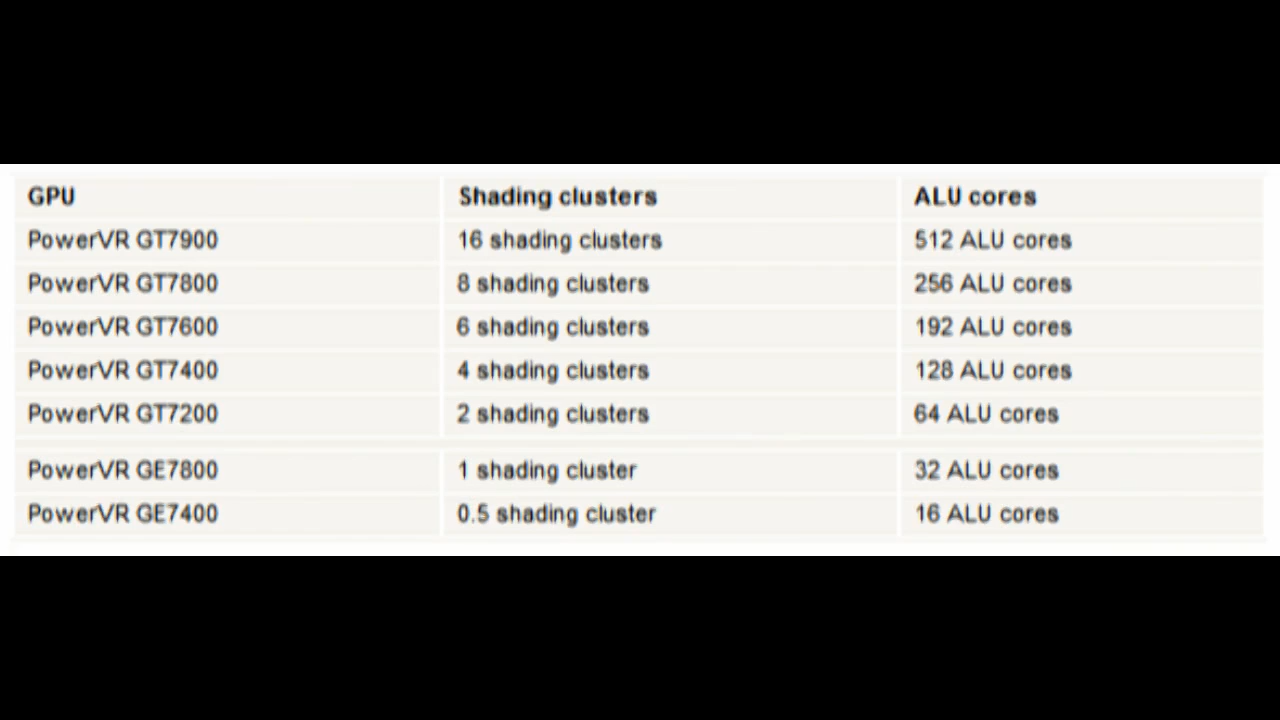 GPU Shading clusters ALU cores
PowerVR GT7900 16 shading clusters 512 ALU cores
PowerVR GT7800 8 shading clusters 256 ALU cores
PowerVR GT7600 6 shading clusters 192 ALU cores
PowerVR GT7400 4 shading clusters 128 ALU cores
PowerVR GT7200 2 shading clusters 64 ALU cores
PowerVR GE7800 1 shading cluster 32 ALU cores
PowerVR GE7400 0.5 shading cluster 16 ALU cores